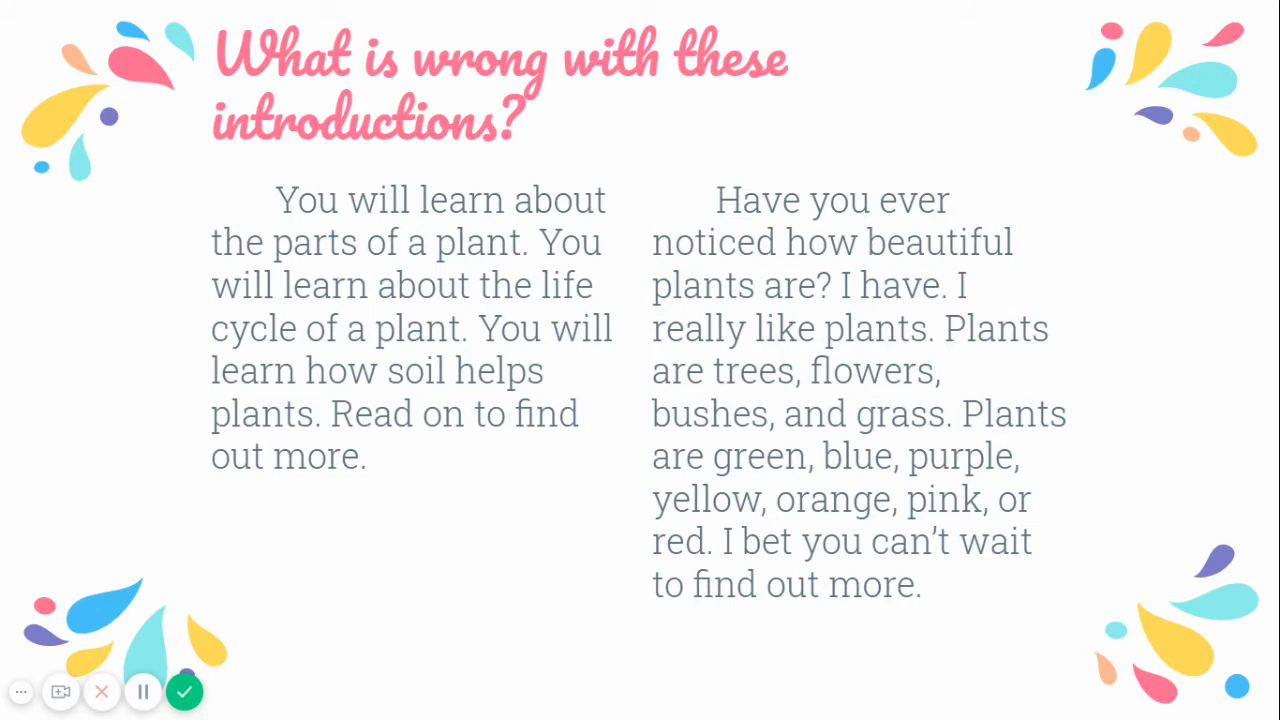 What is wrong with these
introductions?
You will learn about
the parts of a plant. You
will learn about the life
cycle of a plant. You will
learn how soil helps
plants. Read on to find
out more.
Have you ever
noticed how beautiful
plants are? I have. I
really like plants. Plants
are trees, flowers,
bushes, and grass. Plants
are green, blue, purple,
yellow, orange, pink, or
red. I bet you can’t wait
to find out more.